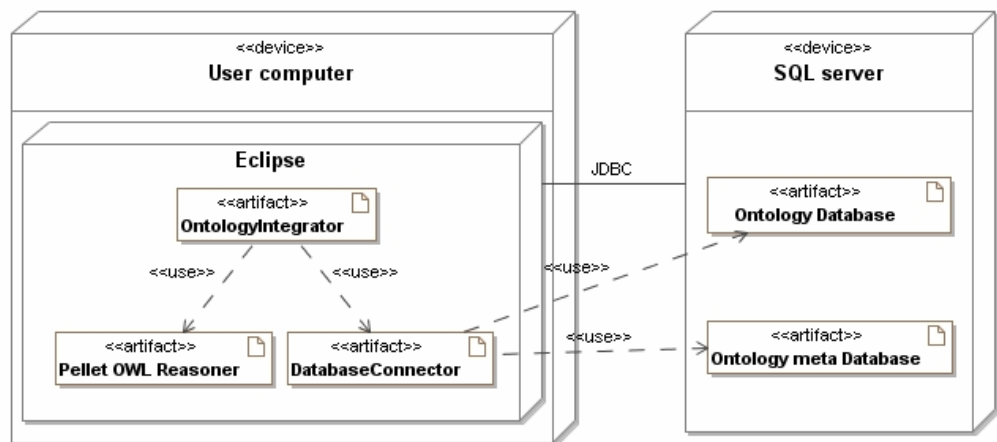 <<device>>
User computer
Eclipse
<<artifact>>
OntologyIntegrator
<<use>>
<<use>>
<<artifact>>
Pellet OWL Reasoner
<<artifact>>
DatabaseConnector
JDBC
<<use>>
<<use>>
<<device>>
SQL server
<<artifact>>
Ontology Database
<<artifact>>
Ontology meta Database